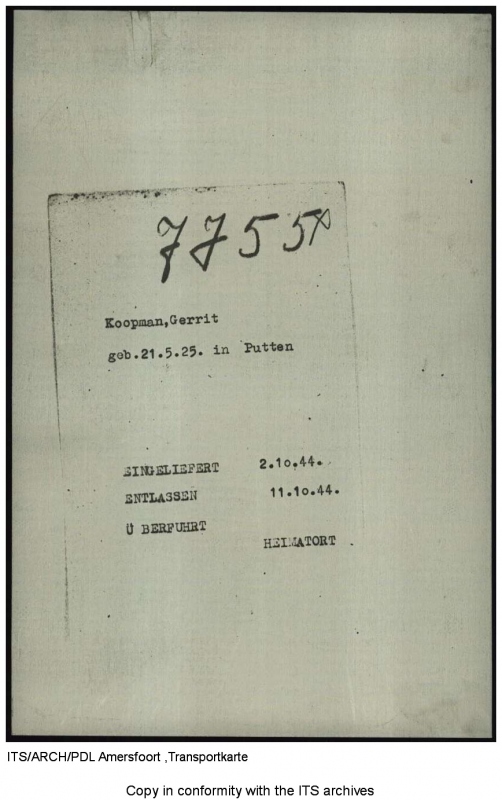 7755
Koopman,Gerrit
geb.21.5.25. in Putten
EINGELIEFERT 2.10.44.
ENTLASSEN 11.10.44.
Ü BERFUHRT
HEIMATORT .
ITS/ARCH/PDL Amersfoort ,Transportkarte
Copy in conformity with the ITS archives